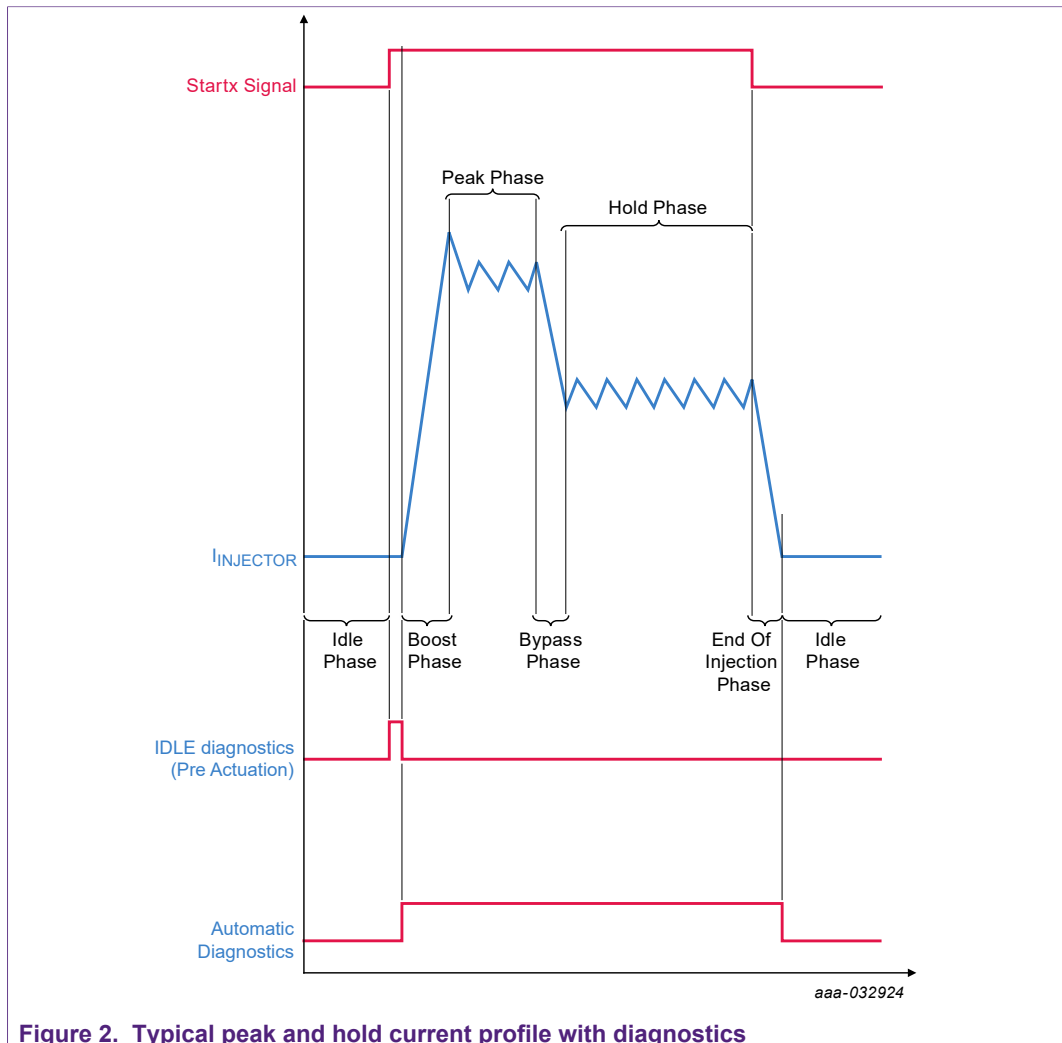 Startx Signal
Peak Phase
Hold Phase
IINJECTOR
Idle
Phase
Boost
Phase
Bypass
Phase
End Of
Injection
Phase
Idle
Phase
IDLE diagnostics
(Pre Actuation)
Automatic
Diagnostics
aaa-032924
Figure 2. Typical peak and hold current profile with diagnostics